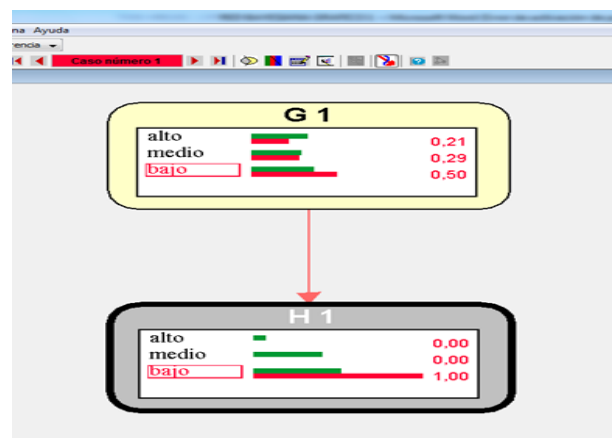 na Ayuda
rencia
Caso número 1
G 1
alto 0,21
medio 0,29
bajo 0,50
H 1
alto 0,00
medio 0,00
bajo 1,00